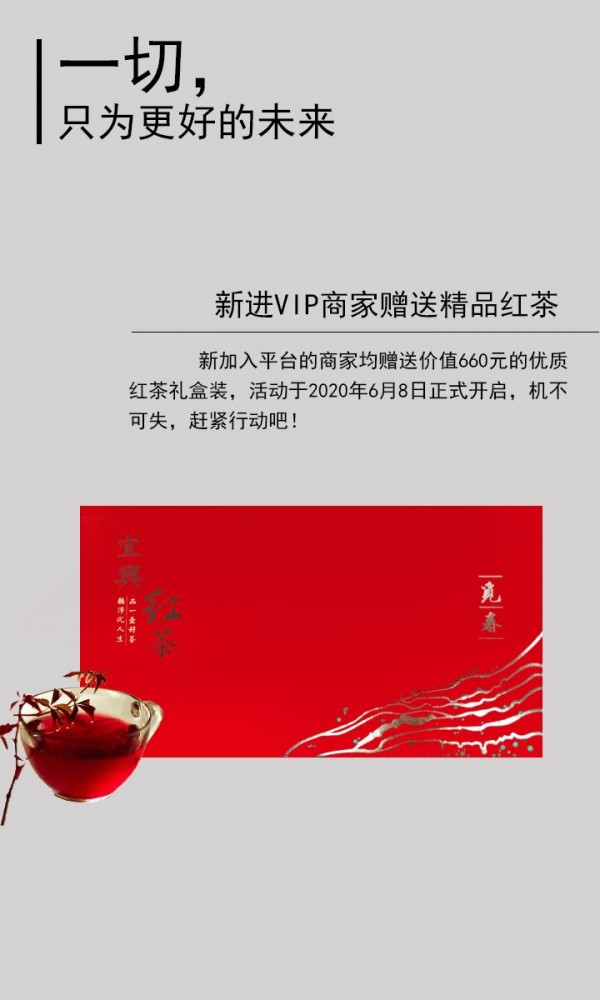 一切，
只为更好的未来
新进VIP商家赠送精品红茶
新加入平台的商家均赠送价值660元的优质
红茶礼盒装，活动于2020年6月8日正式开启，机不
可失，赶紧行动吧！
宜興
红茶
品一壶好茶
觅春